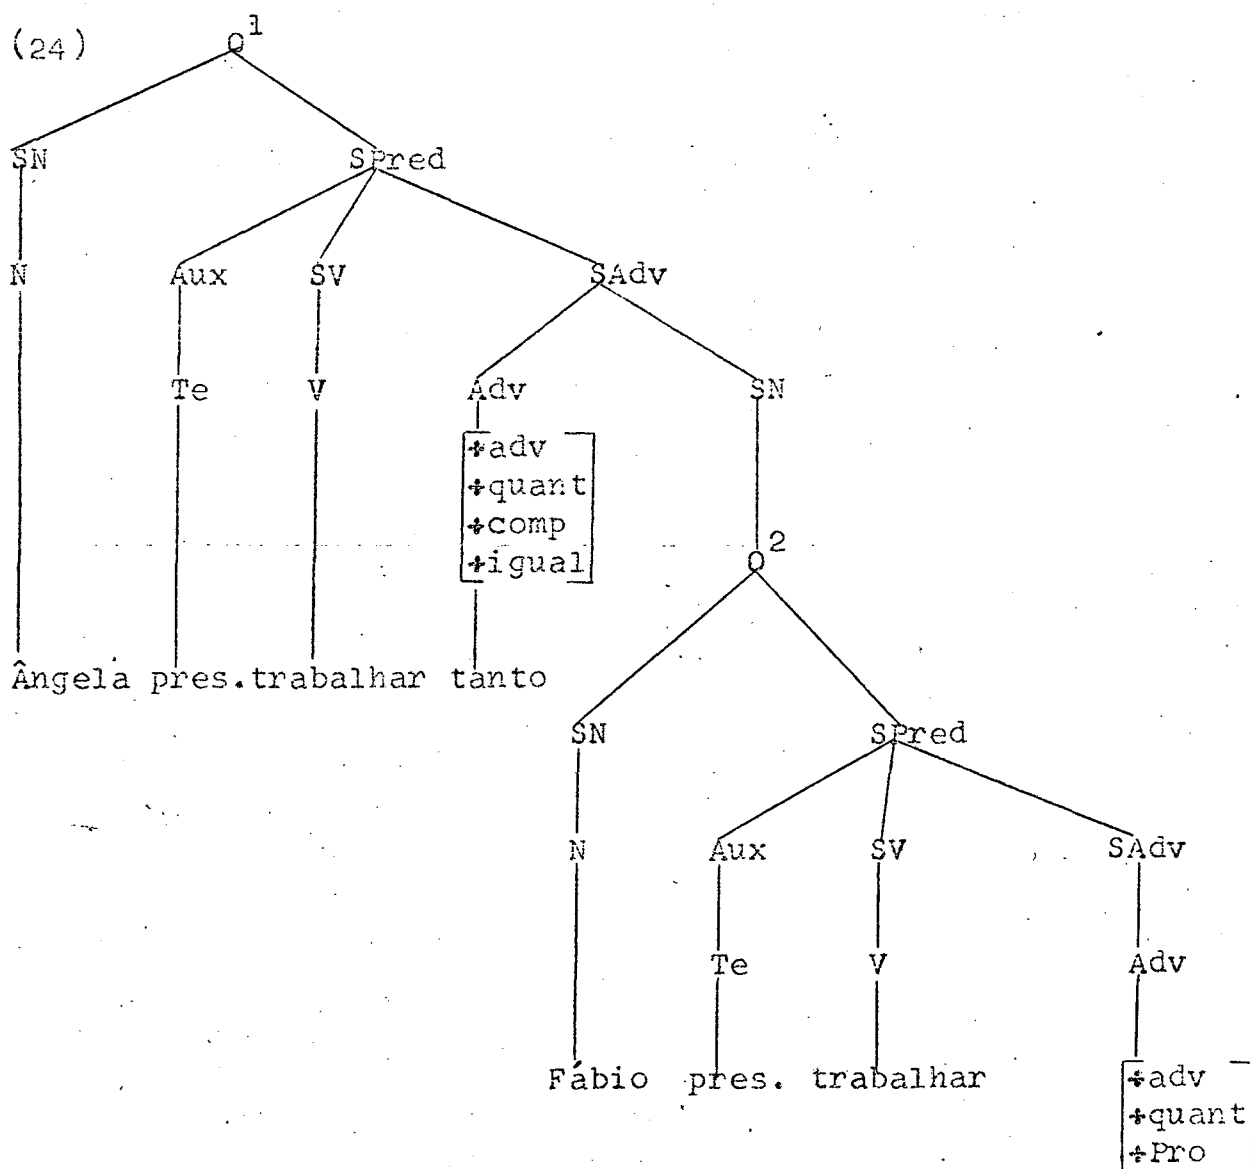 (24) O¹
SN SPred
N Aux SV SAdv
Te V Adv SN
+adv
+quant
+comp
+igual
O²
Ângela pres. trabalhar tanto
SN SPred
N Aux SV SAdv
Te V Adv
Fábio pres. trabalhar +adv
+quant
+Pro